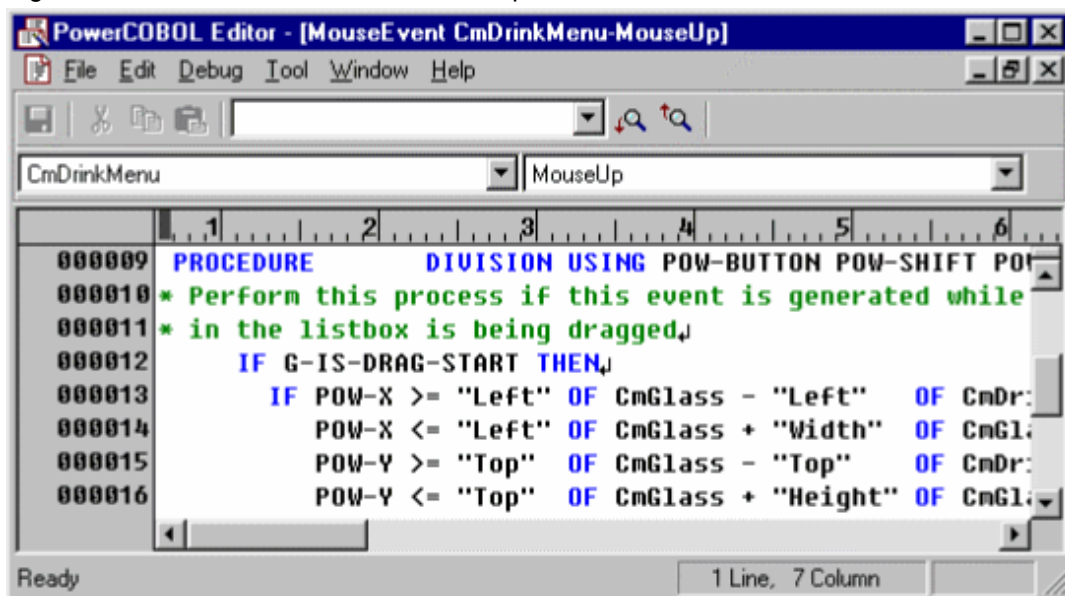 PowerCOBOL Editor - [MouseEvent CmDrinkMenu-MouseUp]
File Edit Debug Tool Window Help
CmDrinkMenu MouseUp
1 2 3 4 5 6
000009 PROCEDURE DIVISION USING POW-BUTTON POW-SHIFT
000010 * Perform this process if this event is generated while
000011 * in the listbox is being dragged↵
000012 IF G-IS-DRAG-START THEN↵
000013 IF POW-X >= "Left" OF CmGlass - "Left" OF
000014 POW-X <= "Left" OF CmGlass + "Width" OF
000015 POW-Y >= "Top" OF CmGlass - "Top" OF
000016 POW-Y <= "Top" OF CmGlass + "Height" OF
Ready 1 Line, 7 Column